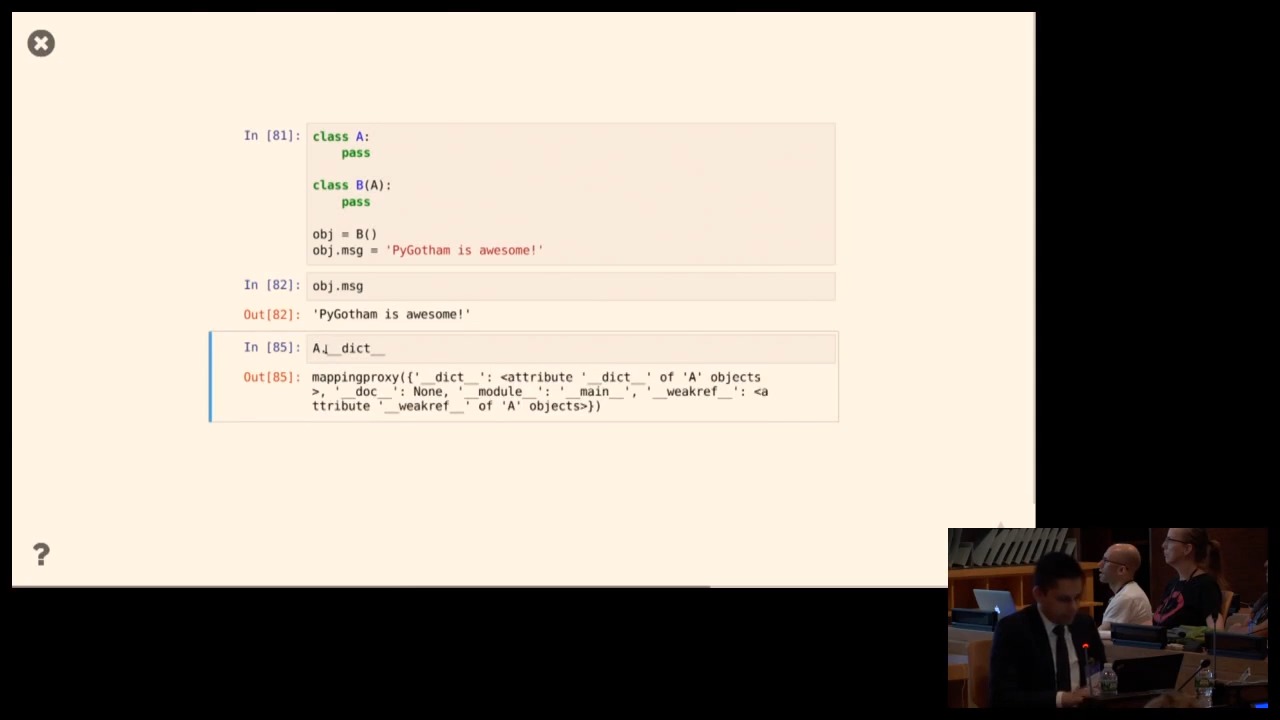 In [81]: class A:
    pass
class B(A):
    pass
obj = B()
obj.msg = 'PyGotham is awesome!'
In [82]: obj.msg
Out[82]: 'PyGotham is awesome!'
In [85]: A.__dict__
Out[85]: mappingproxy({'__dict__': <attribute '__dict__' of 'A' objects
>, '__doc__': None, '__module__': '__main__', '__weakref__': <a
ttribute '__weakref__' of 'A' objects>})
?